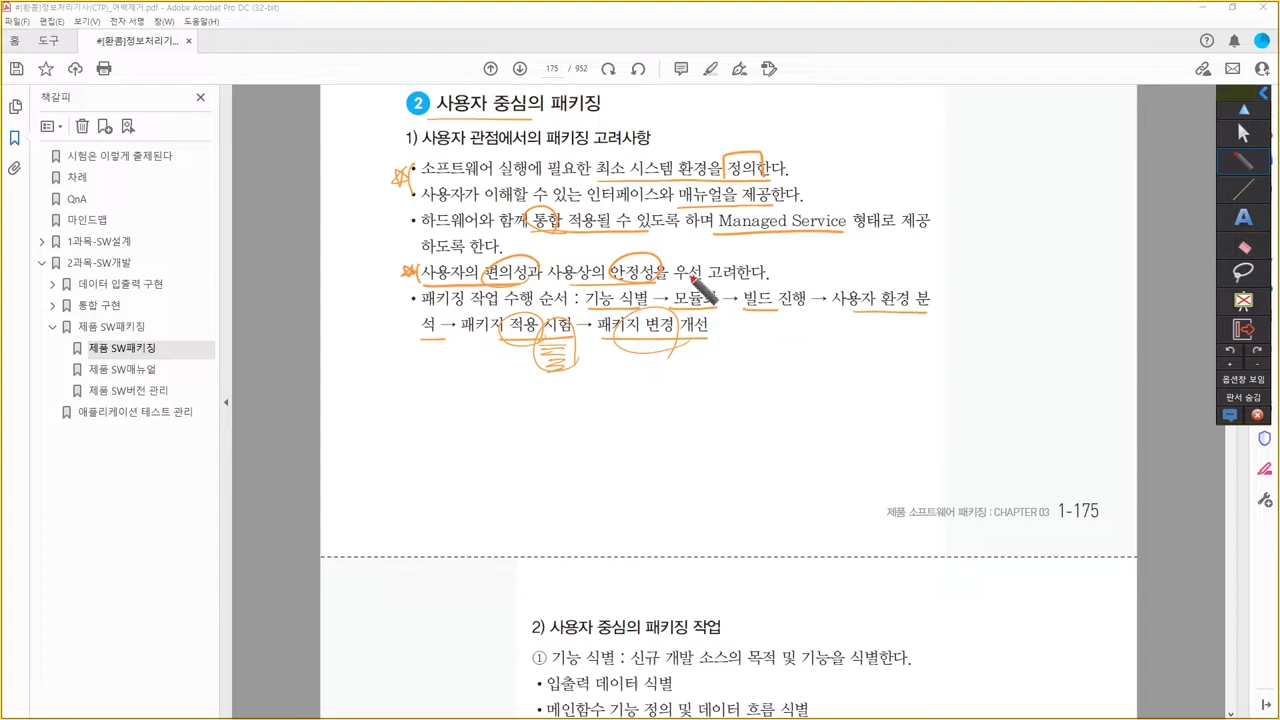 #[환콩]정보처리기사(CTP)_여백제거.pdf - Adobe Acrobat Pro DC (32-bit)
파일(F) 편집(E) 보기(V) 전자 서명 창(W) 도움말(H)
홈 도구 #[환콩]정보처리기... ×
175 / 952
책갈피
시험은 이렇게 출제된다
차례
QnA
마인드맵
1과목-SW설계
2과목-SW개발
데이터 입출력 구현
통합 구현
제품 SW패키징
제품 SW패키징
제품 SW매뉴얼
제품 SW버전 관리
애플리케이션 테스트 관리
2 사용자 중심의 패키징
1) 사용자 관점에서의 패키징 고려사항
• 소프트웨어 실행에 필요한 최소 시스템 환경을 정의한다.
• 사용자가 이해할 수 있는 인터페이스와 매뉴얼을 제공한다.
• 하드웨어와 함께 통합 적용될 수 있도록 하며 Managed Service 형태로 제공
하도록 한다.
• 사용자의 편의성과 사용상의 안정성을 우선 고려한다.
• 패키징 작업 수행 순서 : 기능 식별 → 모듈화 → 빌드 진행 → 사용자 환경 분
석 → 패키지 적용 시험 → 패키지 변경 개선
제품 소프트웨어 패키징 : CHAPTER 03 1-175
2) 사용자 중심의 패키징 작업
① 기능 식별 : 신규 개발 소스의 목적 및 기능을 식별한다.
• 입출력 데이터 식별
• 메인함수 기능 정의 및 데이터 흐름 식별
옵션창 보임
판서 숨김